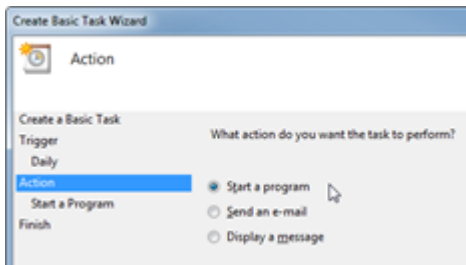 Create Basic Task Wizard
Action
Create a Basic Task
Trigger
Daily
Action
Start a Program
Finish
What action do you want the task to perform?
Start a program
Send an e-mail
Display a message